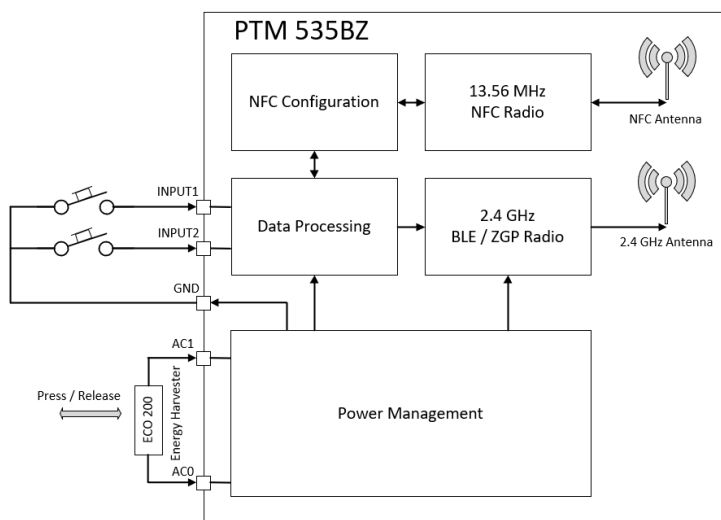 PTM 535BZ
NFC Configuration
13.56 MHz
NFC Radio
NFC Antenna
INPUT1
Data Processing
2.4 GHz
BLE / ZGP Radio
INPUT2
2.4 GHz Antenna
GND
AC1
Press / Release
ECO 200
Energy Harvester
Power Management
AC0